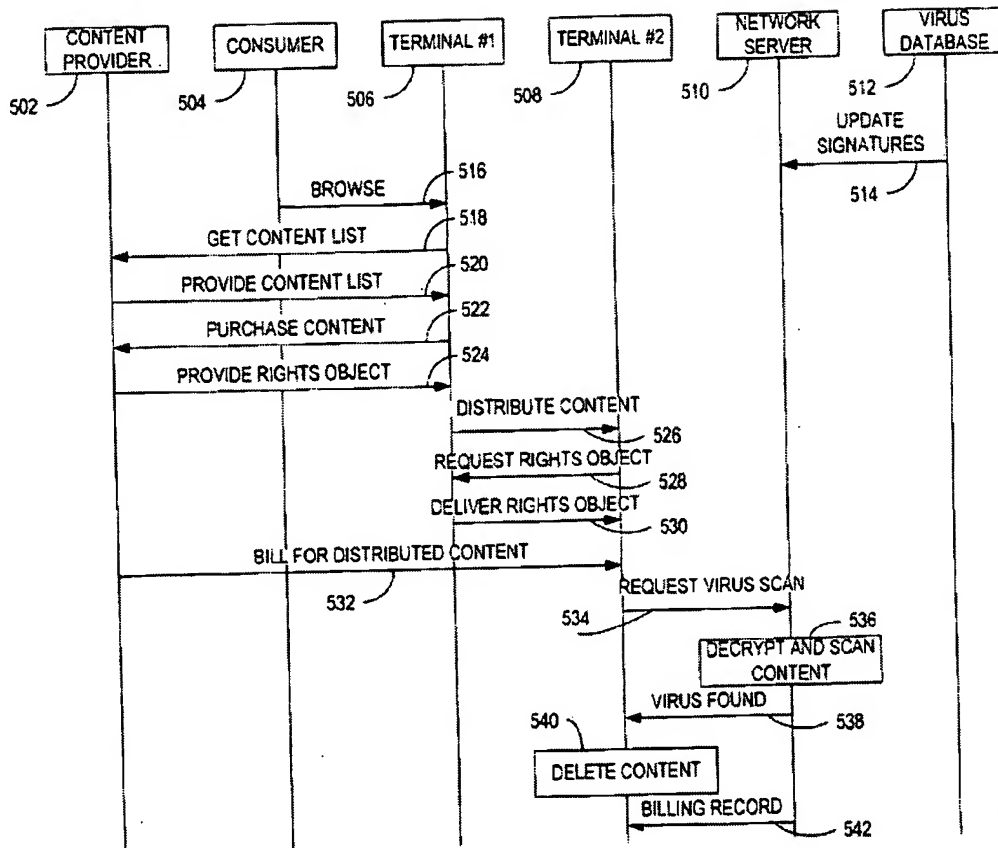 CONTENT
PROVIDER
CONSUMER
TERMINAL #1
TERMINAL #2
NETWORK
SERVER
VIRUS
DATABASE
502
504
506
508
510
512
UPDATE
SIGNATURES
514
BROWSE
516
518
GET CONTENT LIST
520
PROVIDE CONTENT LIST
522
PURCHASE CONTENT
524
PROVIDE RIGHTS OBJECT
DISTRIBUTE CONTENT
526
REQUEST RIGHTS OBJECT
528
DELIVER RIGHTS OBJECT
530
BILL FOR DISTRIBUTED CONTENT
532
REQUEST VIRUS SCAN
534
536
DECRYPT AND SCAN
CONTENT
VIRUS FOUND
538
540
DELETE CONTENT
BILLING RECORD
542